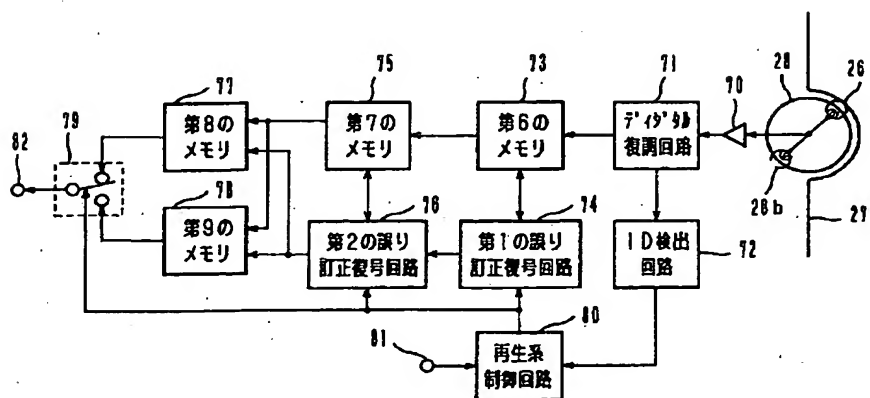 77
75
73
71
70
28
26
79
82
第8の
メモリ
第7の
メモリ
第6の
メモリ
ディジタル
復調回路
78
第9の
メモリ
76
第2の誤り
訂正復号回路
74
第1の誤り
訂正復号回路
ID検出
回路
72
28b
27
81
80
再生系
制御回路